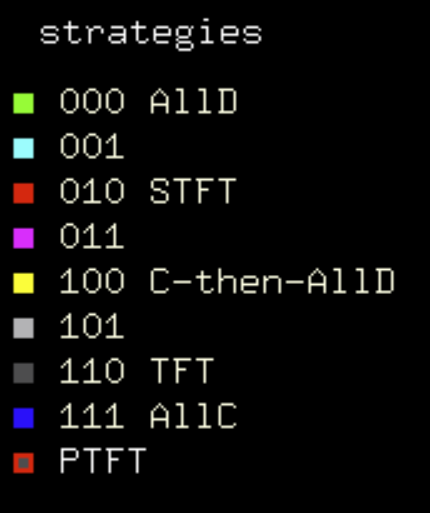 strategies
000 AllD
001
010 STFT
011
100 C-then-AllD
101
110 TFT
111 AllC
PTFT